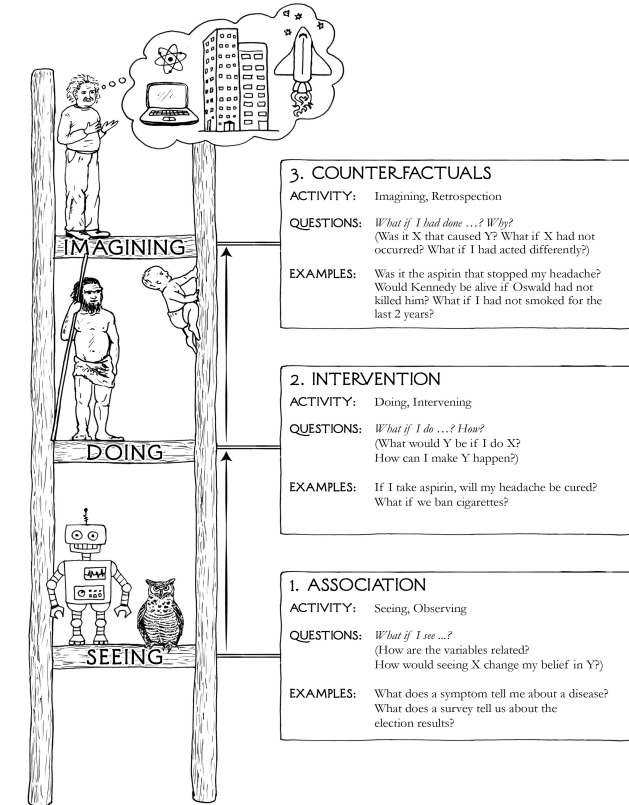 3. COUNTERFACTUALS
ACTIVITY: Imagining, Retrospection
QUESTIONS: What if I had done …? Why?
(Was it X that caused Y? What if X had not
occurred? What if I had acted differently?)
EXAMPLES: Was it the aspirin that stopped my headache?
Would Kennedy be alive if Oswald had not
killed him? What if I had not smoked for the
last 2 years?
IMAGINING
2. INTERVENTION
ACTIVITY: Doing, Intervening
QUESTIONS: What if I do …? How?
(What would Y be if I do X?
How can I make Y happen?)
EXAMPLES: If I take aspirin, will my headache be cured?
What if we ban cigarettes?
DOING
1. ASSOCIATION
ACTIVITY: Seeing, Observing
QUESTIONS: What if I see ...?
(How are the variables related?
How would seeing X change my belief in Y?)
EXAMPLES: What does a symptom tell me about a disease?
What does a survey tell us about the
election results?
SEEING